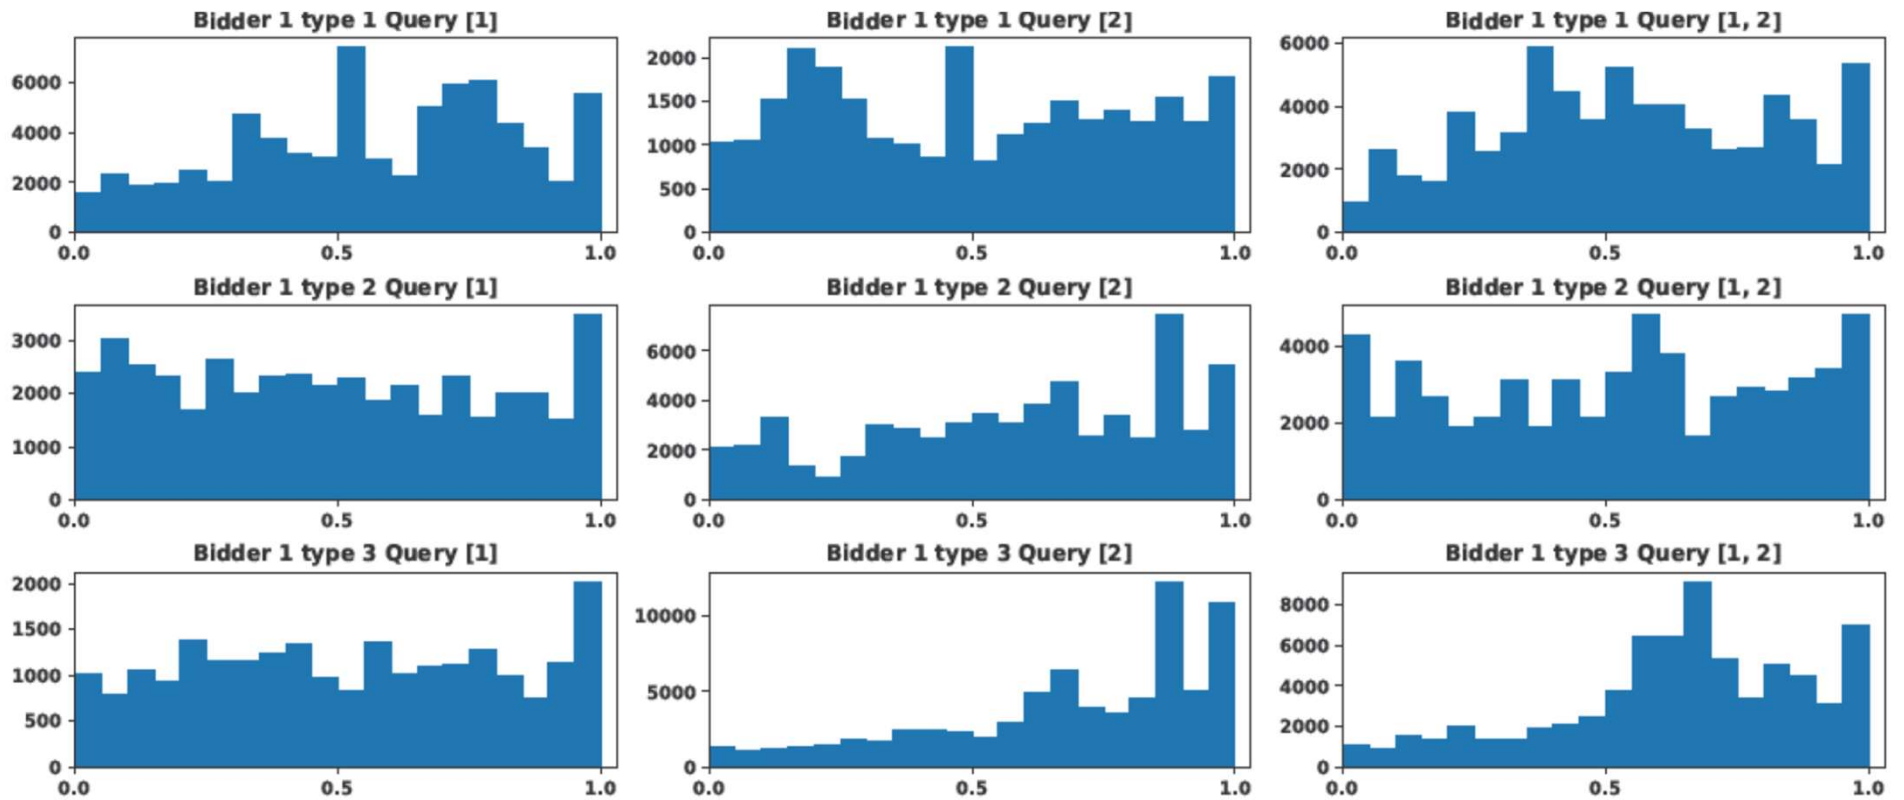 Bidder 1 type 1 Query [1]
6000
4000
2000
0
0.0 0.5 1.0
Bidder 1 type 1 Query [2]
2000
1500
1000
500
0
0.0 0.5 1.0
Bidder 1 type 1 Query [1, 2]
6000
4000
2000
0
0.0 0.5 1.0
Bidder 1 type 2 Query [1]
3000
2000
1000
0
0.0 0.5 1.0
Bidder 1 type 2 Query [2]
6000
4000
2000
0
0.0 0.5 1.0
Bidder 1 type 2 Query [1, 2]
4000
2000
0
0.0 0.5 1.0
Bidder 1 type 3 Query [1]
2000
1500
1000
500
0
0.0 0.5 1.0
Bidder 1 type 3 Query [2]
10000
5000
0
0.0 0.5 1.0
Bidder 1 type 3 Query [1, 2]
8000
6000
4000
2000
0
0.0 0.5 1.0